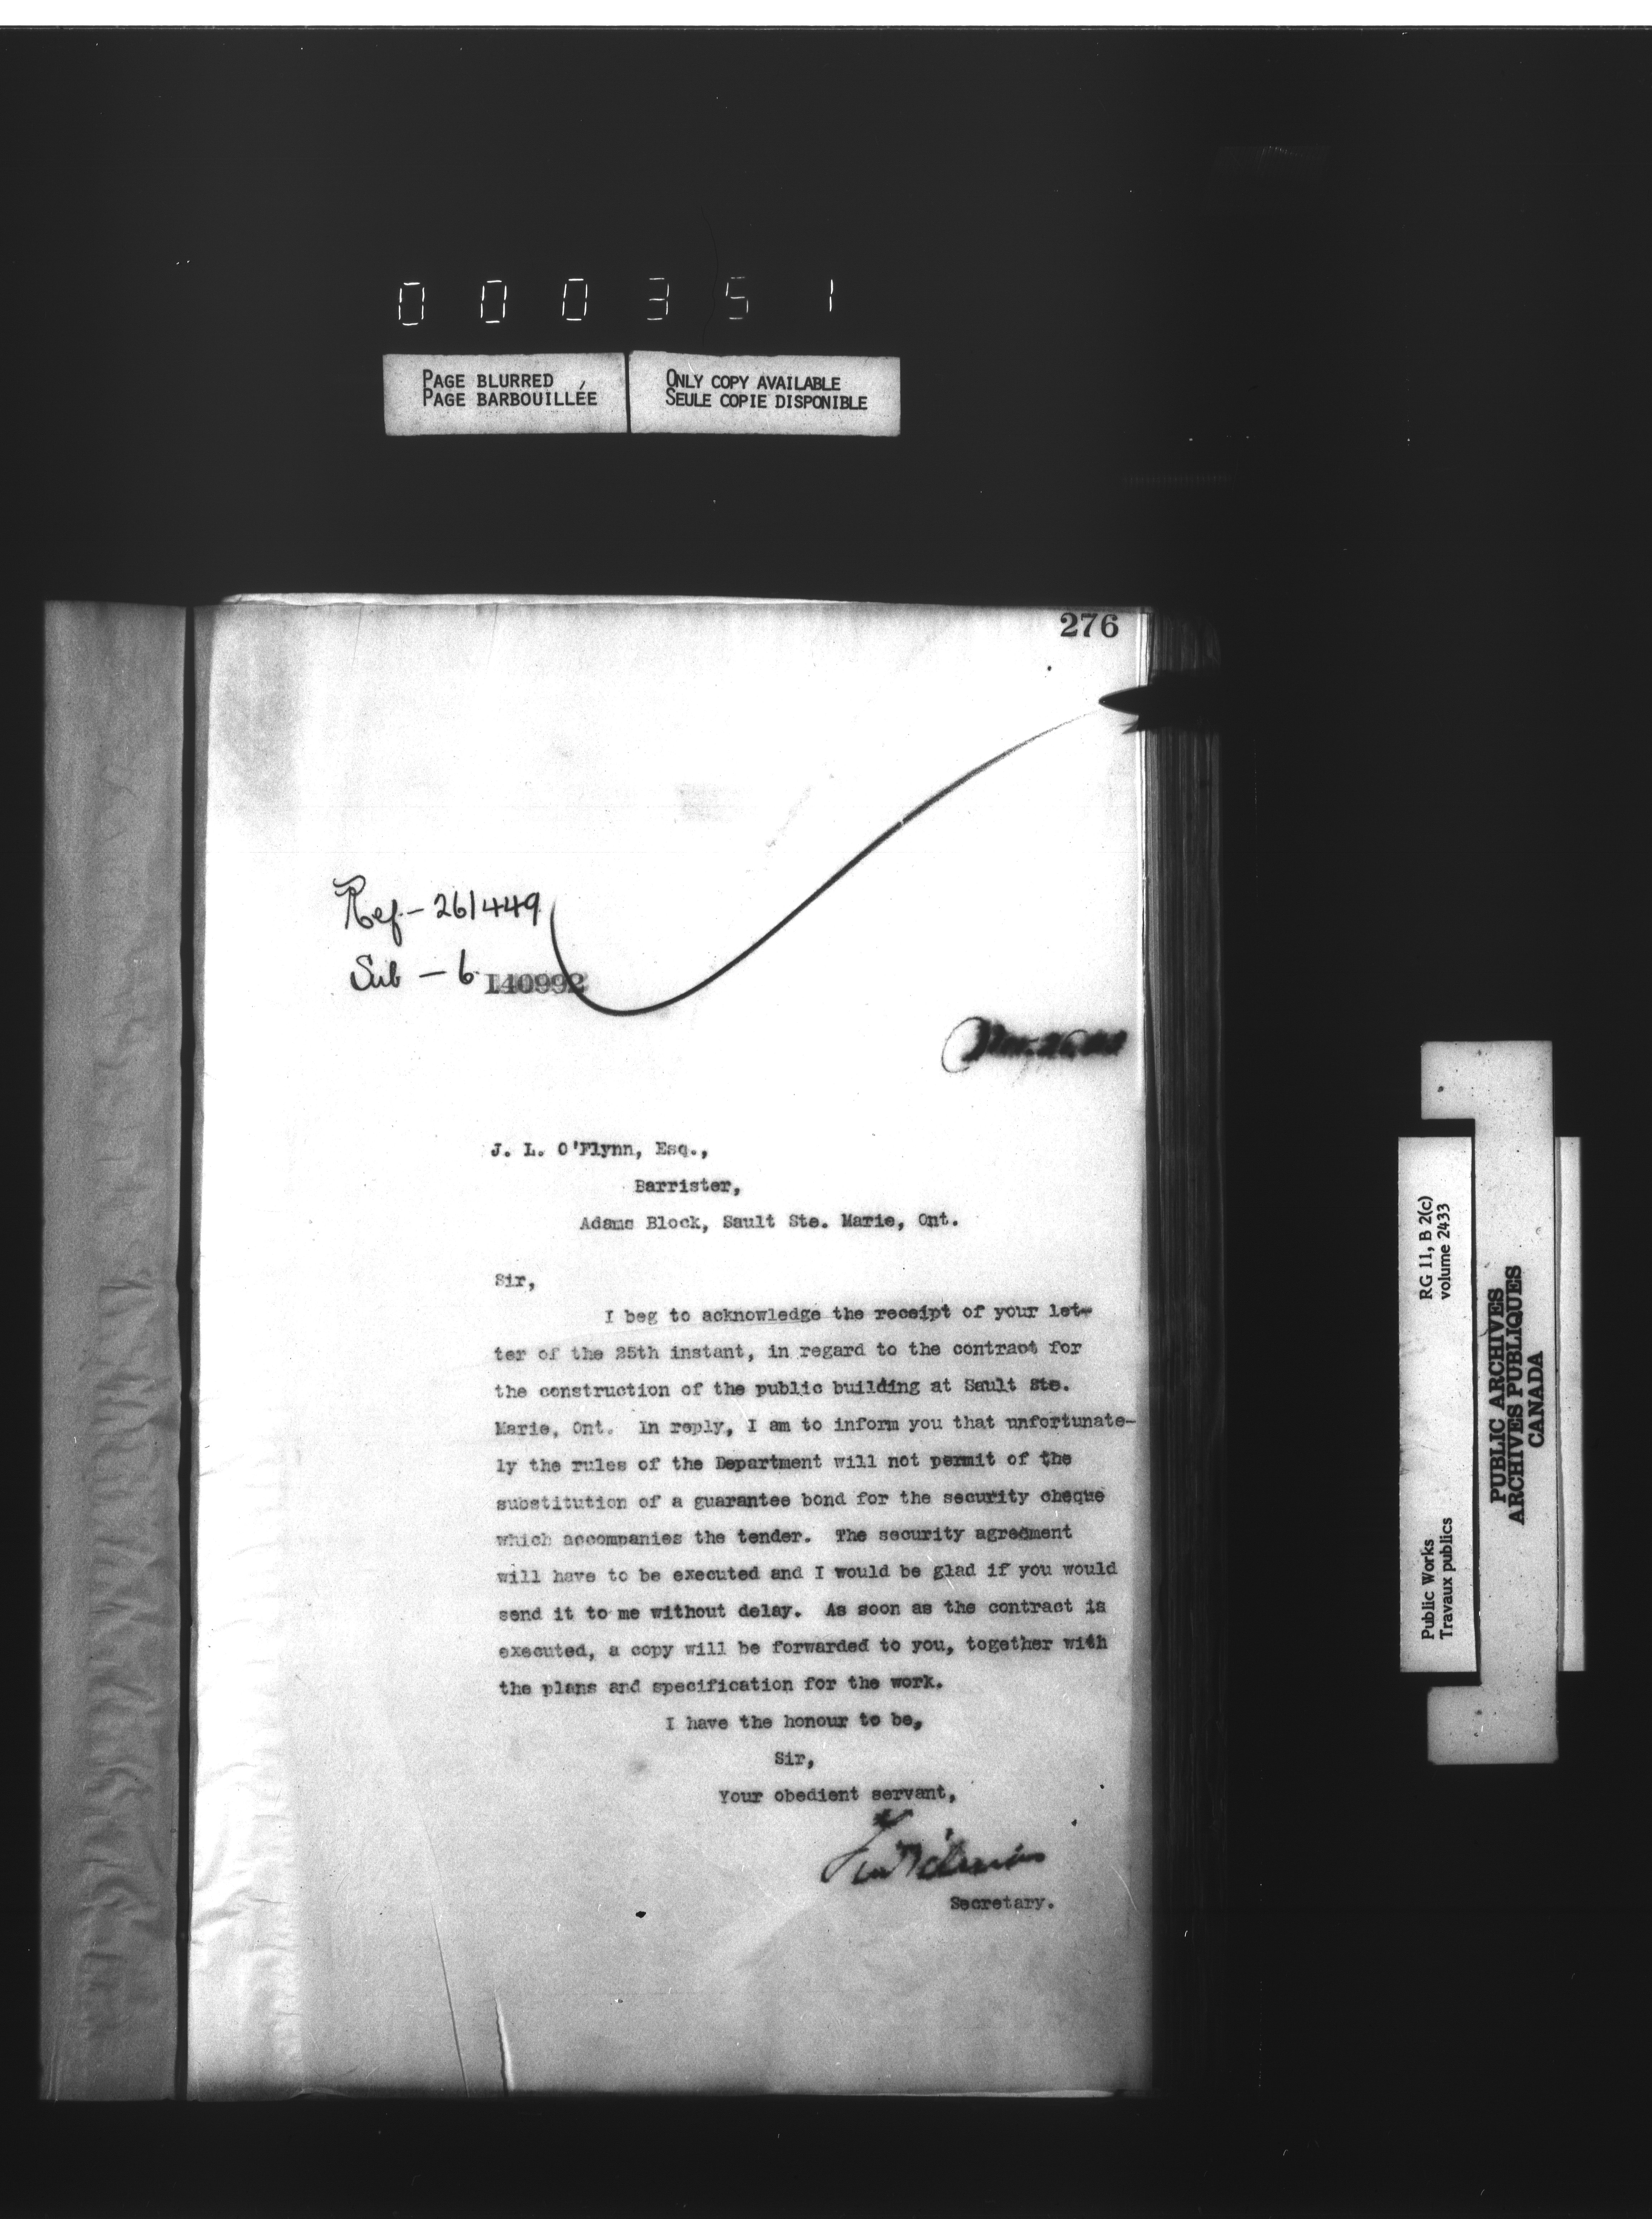 000351
PAGE BLURRED
PAGE BARBOUILLÉE
ONLY COPY AVAILABLE
SEULE COPIE DISPONIBLE
276
Ref - 261449
Sub - 6
140992
J. L. O'Flynn, Esq.,
Barrister,
Adams Block, Sault Ste. Marie, Ont.
Sir,
I beg to acknowledge the receipt of your let-
ter of the 25th instant, in regard to the contract for
the construction of the public building at Sault Ste.
Marie, Ont. In reply, I am to inform you that unfortunate-
ly the rules of the Department will not permit of the
substitution of a guarantee bond for the security cheque
which accompanies the tender. The security agreement
will have to be executed and I would be glad if you would
send it to me without delay. As soon as the contract is
executed, a copy will be forwarded to you, together with
the plans and specification for the work.
I have the honour to be,
Sir,
Your obedient servant,
Secretary.
RG 11, B 2(c)
volume 2433
Public Works
Travaux publics
PUBLIC ARCHIVES
ARCHIVES PUBLIQUES
CANADA